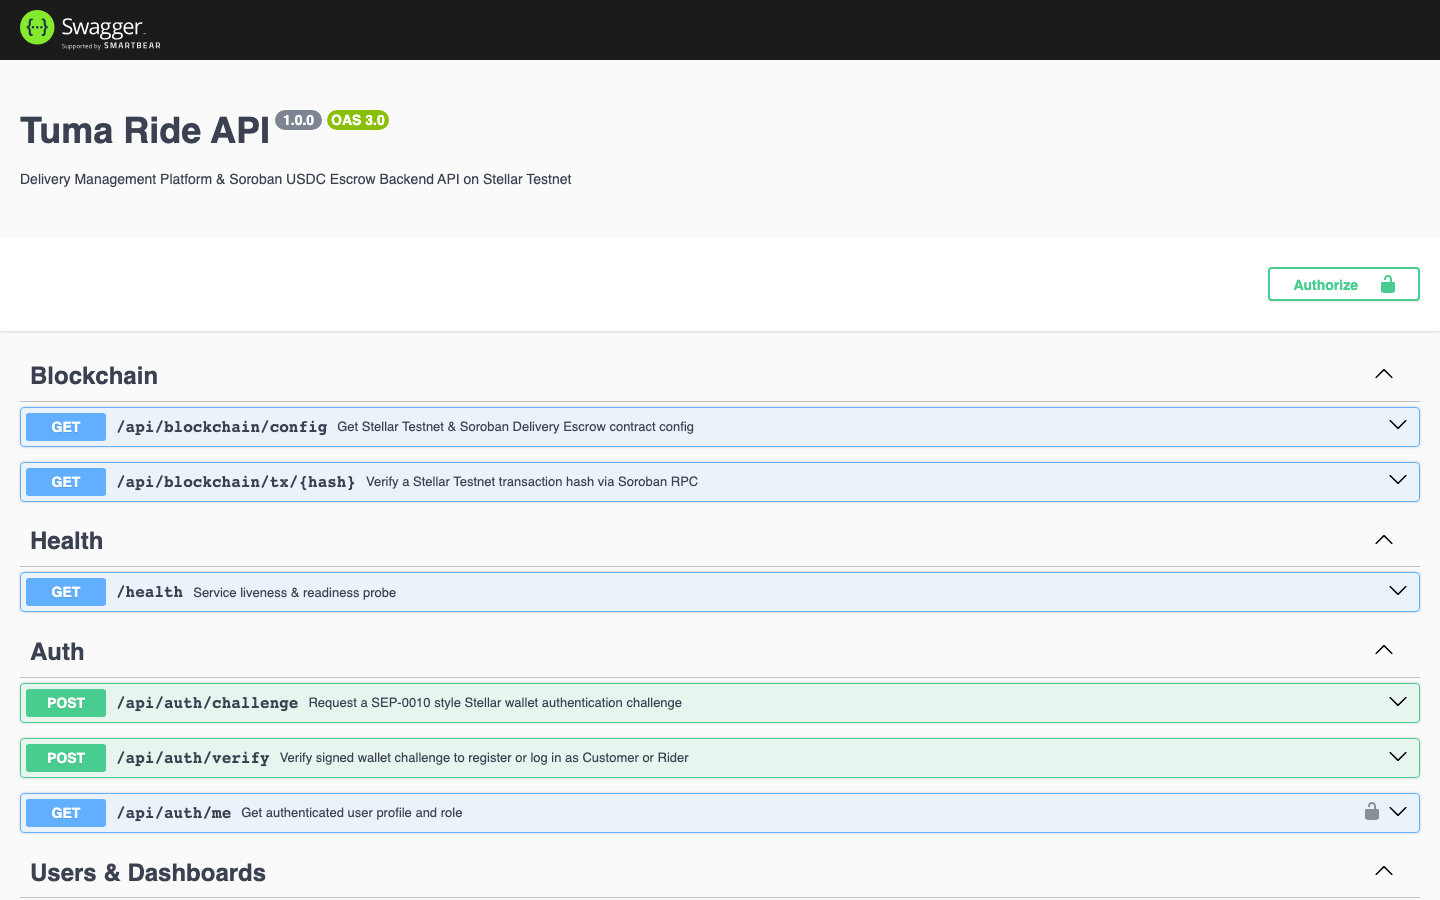 Swagger
Supported by SMARTBEAR
Tuma Ride API 1.0.0 OAS 3.0
Delivery Management Platform & Soroban USDC Escrow Backend API on Stellar Testnet
Authorize
Blockchain
GET /api/blockchain/config Get Stellar Testnet & Soroban Delivery Escrow contract config
GET /api/blockchain/tx/{hash} Verify a Stellar Testnet transaction hash via Soroban RPC
Health
GET /health Service liveness & readiness probe
Auth
POST /api/auth/challenge Request a SEP-0010 style Stellar wallet authentication challenge
POST /api/auth/verify Verify signed wallet challenge to register or log in as Customer or Rider
GET /api/auth/me Get authenticated user profile and role
Users & Dashboards